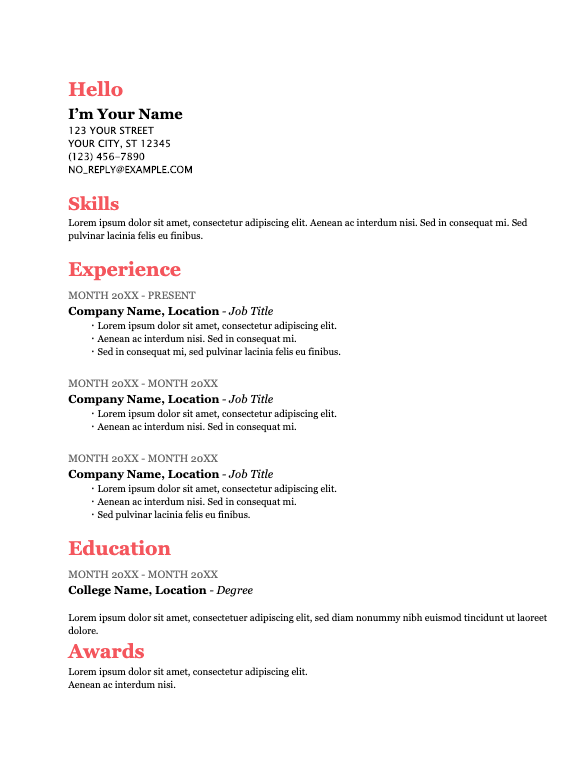 Hello
I'm Your Name
123 YOUR STREET
YOUR CITY, ST 12345
(123) 456-7890
NO_REPLY@EXAMPLE.COM
Skills
Lorem ipsum dolor sit amet, consectetur adipiscing elit. Aenean ac interdum nisi. Sed in consequat mi. Sed
pulvinar lacinia felis eu finibus.
Experience
MONTH 20XX - PRESENT
Company Name, Location - Job Title
· Lorem ipsum dolor sit amet, consectetur adipiscing elit.
· Aenean ac interdum nisi. Sed in consequat mi.
· Sed in consequat mi, sed pulvinar lacinia felis eu finibus.
MONTH 20XX - MONTH 20XX
Company Name, Location - Job Title
· Lorem ipsum dolor sit amet, consectetur adipiscing elit.
· Aenean ac interdum nisi. Sed in consequat mi.
MONTH 20XX - MONTH 20XX
Company Name, Location - Job Title
· Lorem ipsum dolor sit amet, consectetur adipiscing elit.
· Aenean ac interdum nisi. Sed in consequat mi.
· Sed pulvinar lacinia felis eu finibus.
Education
MONTH 20XX - MONTH 20XX
College Name, Location - Degree
Lorem ipsum dolor sit amet, consectetuer adipiscing elit, sed diam nonummy nibh euismod tincidunt ut laoreet
dolore.
Awards
Lorem ipsum dolor sit amet, consectetur adipiscing elit.
Aenean ac interdum nisi.